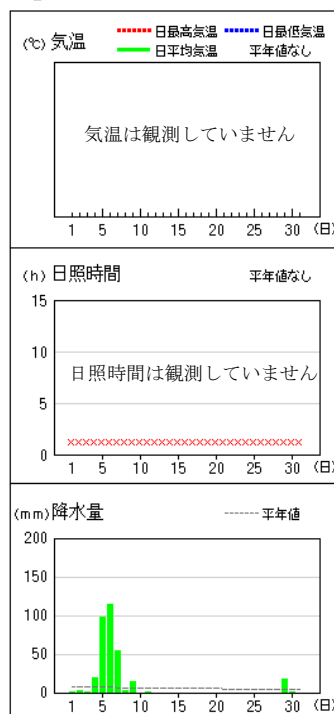 (℃) 気温 日最高気温 日最低気温
日平均気温 平年値なし
気温は観測していません
1 5 10 15 20 25 30 (日)
(h) 日照時間 平年値なし
15
10
日照時間は観測していません
5
0
1 5 10 15 20 25 30 (日)
(mm) 降水量 平年値
200
150
100
50
0
1 5 10 15 20 25 30 (日)